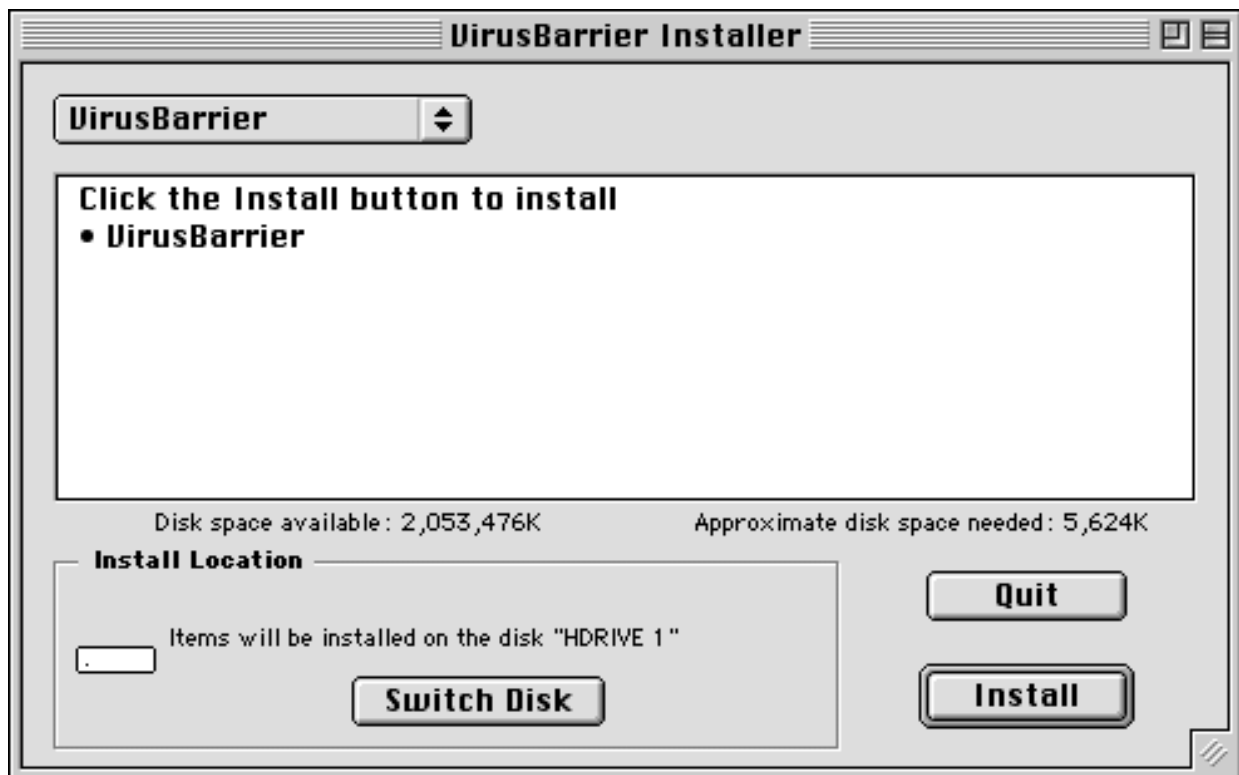 VirusBarrier Installer
VirusBarrier
Click the Install button to install
• VirusBarrier
Disk space available: 2,053,476K
Approximate disk space needed: 5,624K
Install Location
Items will be installed on the disk "HDRIVE 1"
Switch Disk
Quit
Install